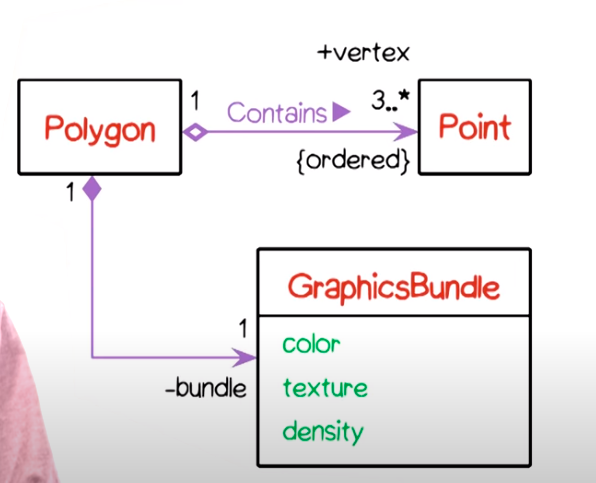 +vertex
1
3..*
Contains ▶
Polygon
Point
{ordered}
1
GraphicsBundle
1
color
-bundle
texture
density